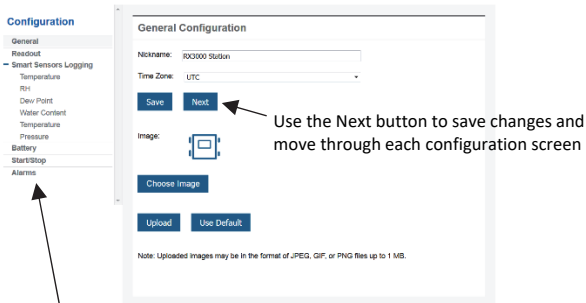 Configuration
General
Readout
Smart Sensors Logging
Temperature
RH
Dew Point
Water Content
Temperature
Pressure
Battery
Start/Stop
Alarms
General Configuration
Nickname: RX3000 Station
Time Zone: UTC
Save Next
Use the Next button to save changes and
move through each configuration screen
Image:
Choose Image
Upload Use Default
Note: Uploaded images may be in the format of JPEG, GIF, or PNG files up to 1 MB.